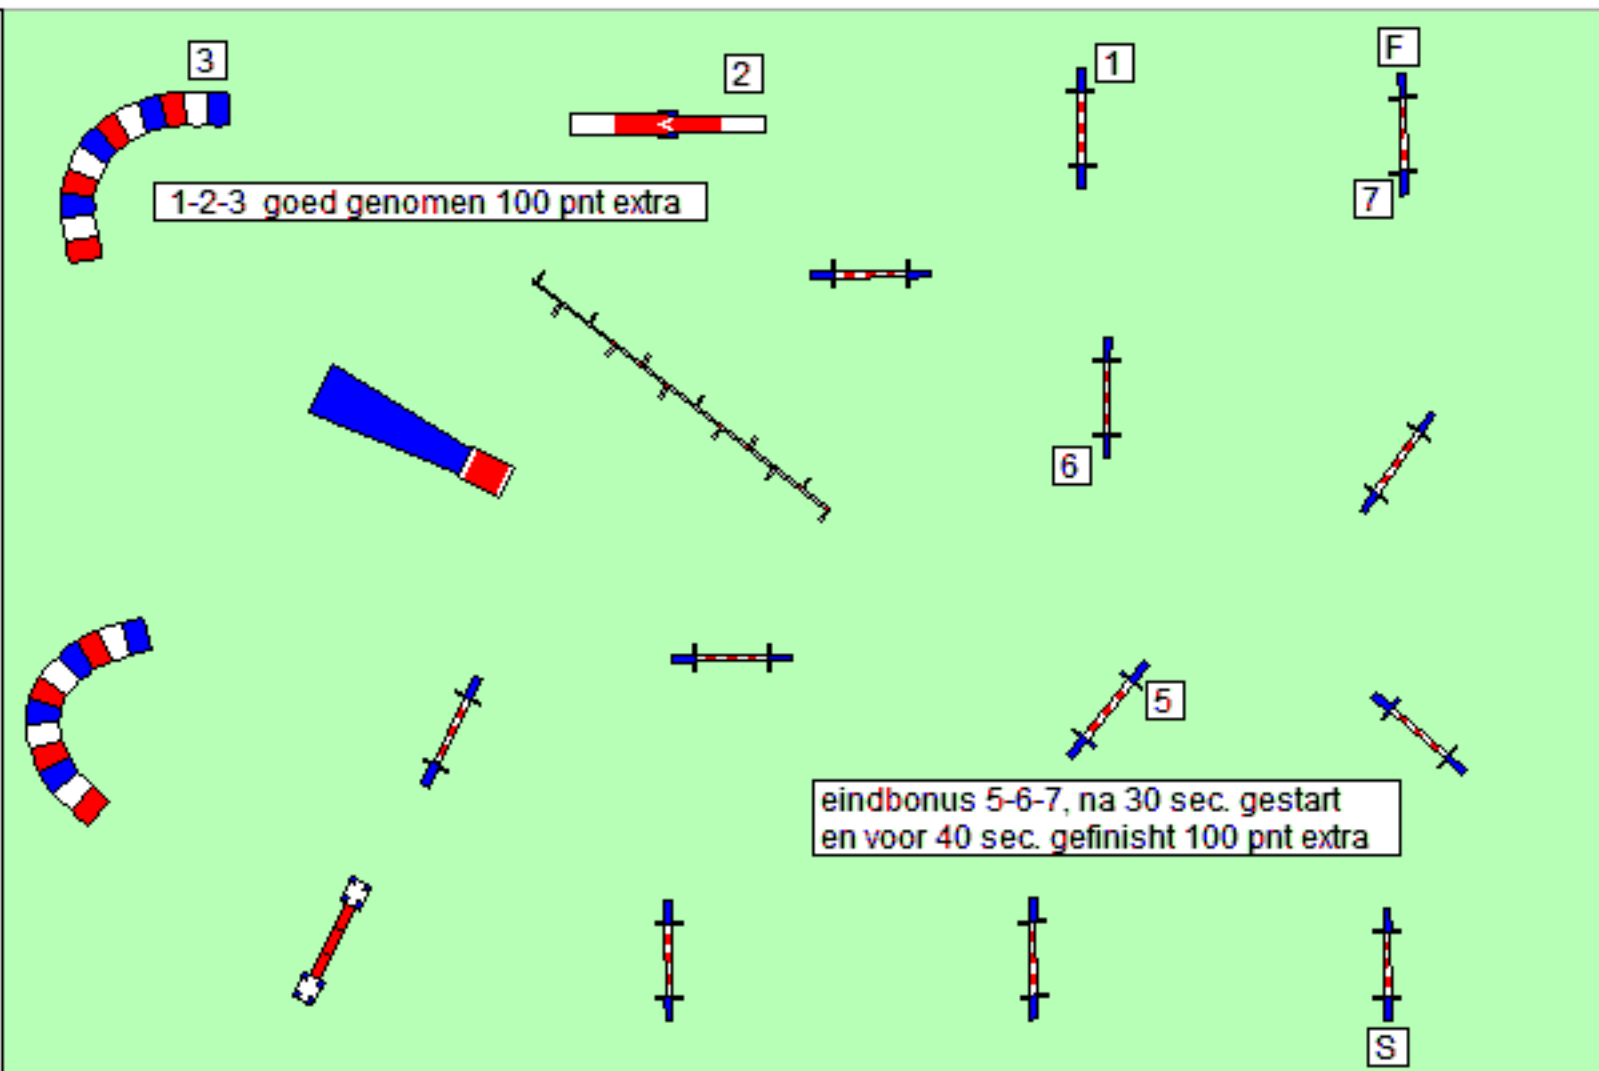 3
2
1
F
1-2-3 goed genomen 100 pnt extra
7
6
5
eindbonus 5-6-7, na 30 sec. gestart
en voor 40 sec. gefinisht 100 pnt extra
S